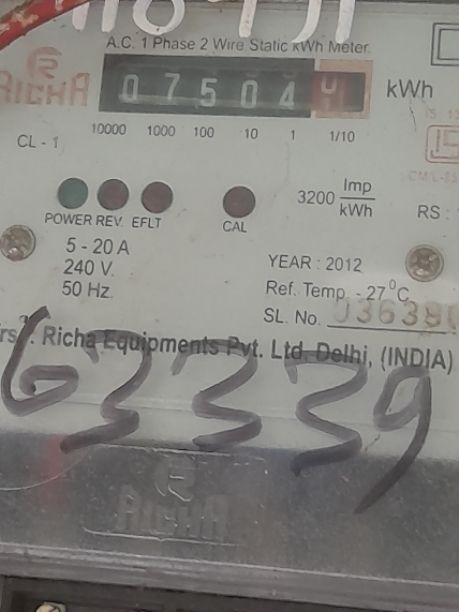 A.C. 1 Phase 2 Wire Static kWh Meter.
RICHA
07504
kWh
10000 1000 100 10 1 1/10
CL - 1
3200 Imp/kWh
RS :
POWER REV. EFLT
CAL
5 - 20 A
240 V.
50 Hz.
YEAR : 2012
Ref. Temp. - 27°C
SL. No.
Richa Equipments Pvt. Ltd. Delhi, (INDIA)
63339
RICHA